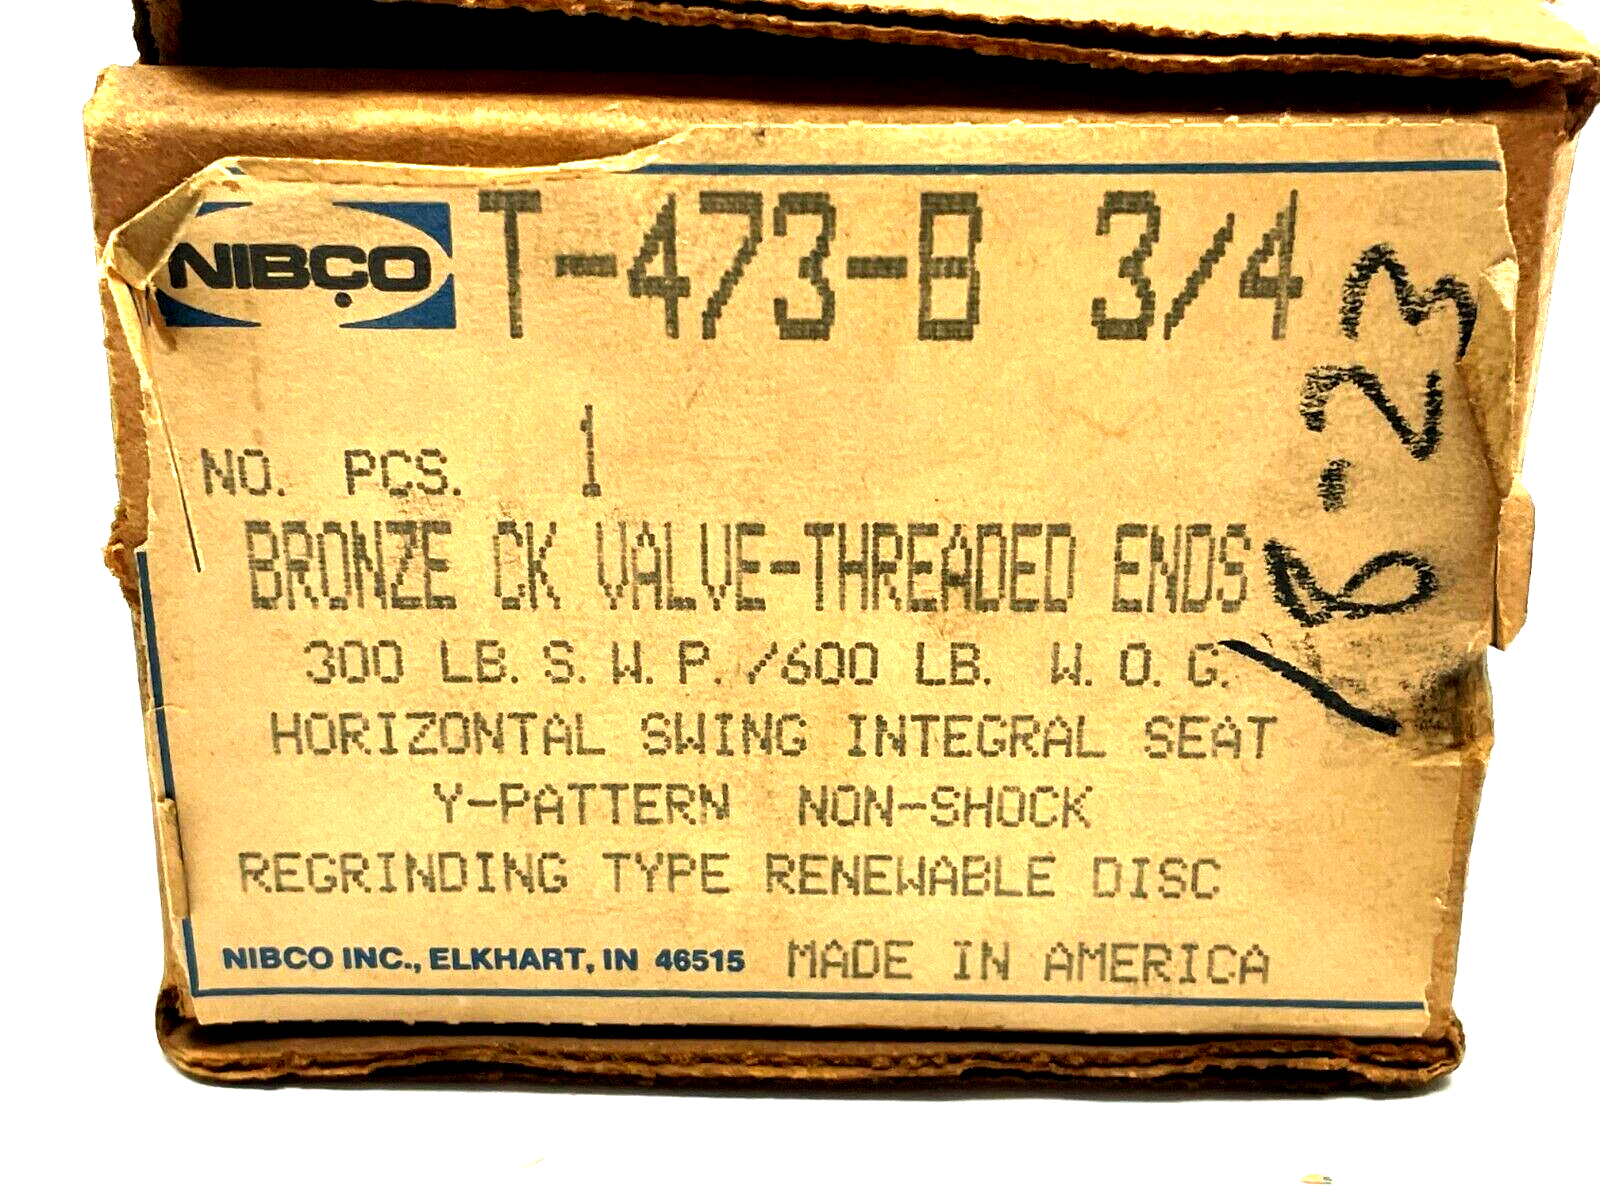 NIBCO T-473-B 3/4
NO. PCS. 1
BRONZE CK VALVE-THREADED ENDS
300 LB. S. W. P. /600 LB. W. O. G.
HORIZONTAL SWING INTEGRAL SEAT
Y-PATTERN NON-SHOCK
REGRINDING TYPE RENEWABLE DISC
NIBCO INC., ELKHART, IN 46515 MADE IN AMERICA
18-23